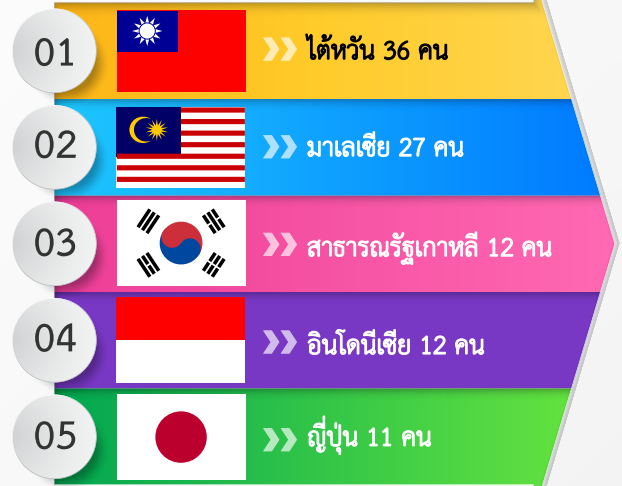 01
ไต้หวัน 36 คน
02
มาเลเซีย 27 คน
03
สาธารณรัฐเกาหลี 12 คน
04
อินโดนีเซีย 12 คน
05
ญี่ปุ่น 11 คน